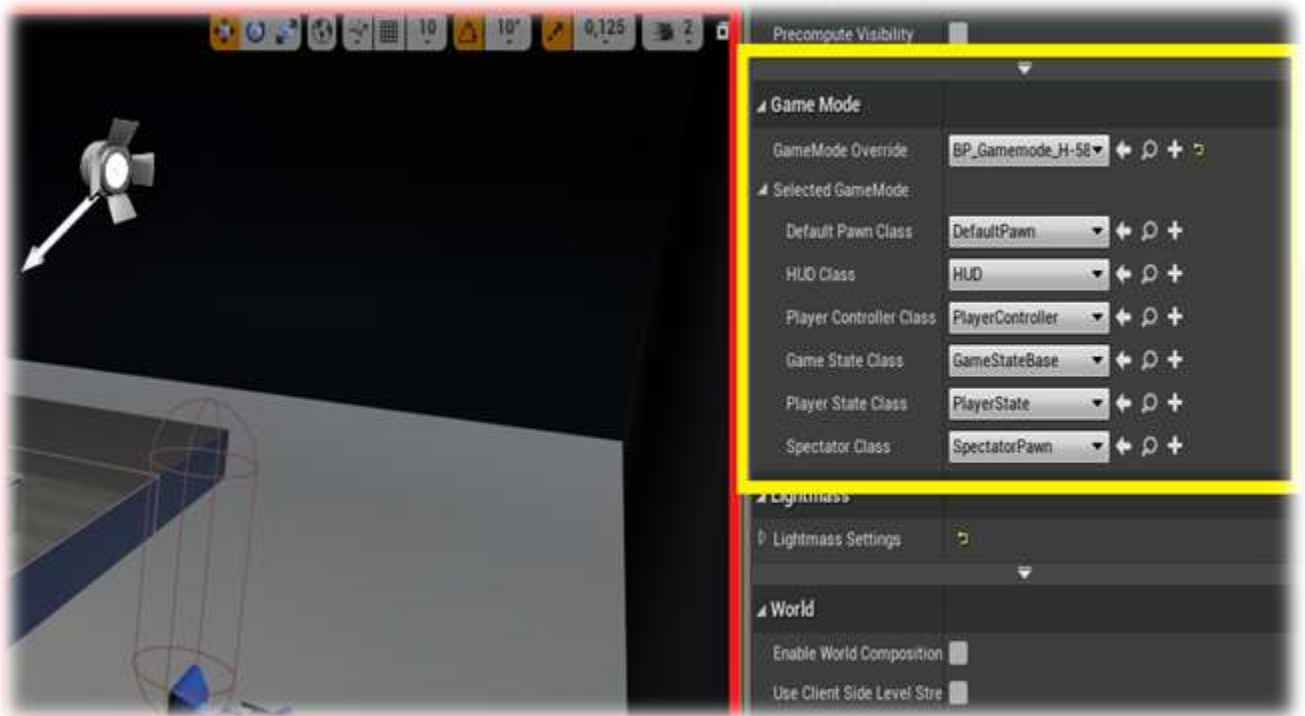 10 10° 0,125 2
Precompute Visibility
Game Mode
GameMode Override BP_Gamemode_H-58
Selected GameMode
Default Pawn Class DefaultPawn
HUD Class HUD
Player Controller Class PlayerController
Game State Class GameStateBase
Player State Class PlayerState
Spectator Class SpectatorPawn
Lightmass
Lightmass Settings
World
Enable World Composition
Use Client Side Level Stre